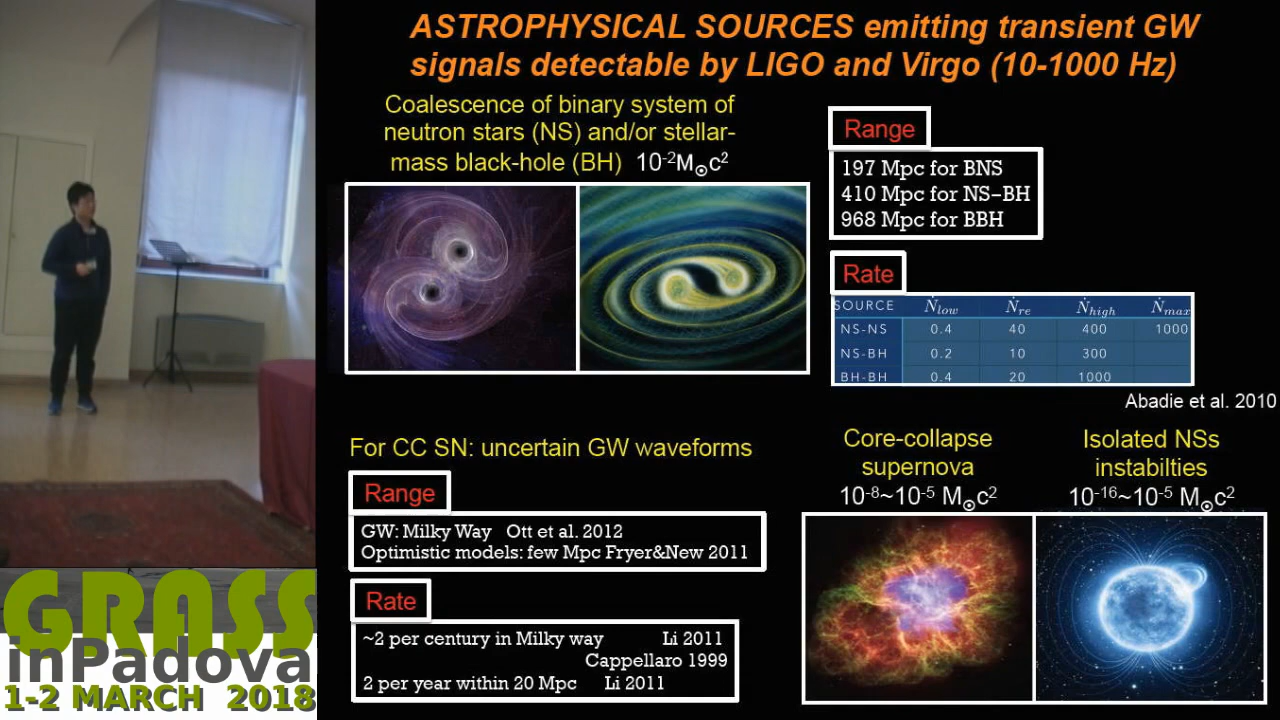 ASTROPHYSICAL SOURCES emitting transient GW
signals detectable by LIGO and Virgo (10-1000 Hz)
Coalescence of binary system of
neutron stars (NS) and/or stellar-
mass black-hole (BH) 10⁻²M☉c²
Range
197 Mpc for BNS
410 Mpc for NS–BH
968 Mpc for BBH
Rate
SOURCE Ṅlow Ṅre Ṅhigh Ṅmax
NS-NS 0.4 40 400 1000
NS-BH 0.2 10 300
BH-BH 0.4 20 1000
Abadie et al. 2010
For CC SN: uncertain GW waveforms
Range
GW: Milky Way Ott et al. 2012
Optimistic models: few Mpc Fryer&New 2011
Rate
~2 per century in Milky way Li 2011
Cappellaro 1999
2 per year within 20 Mpc Li 2011
Core-collapse
supernova
10⁻⁸~10⁻⁵ M☉c²
Isolated NSs
instabilties
10⁻¹⁶~10⁻⁵ M☉c²
GRASS
inPadova
1-2 MARCH 2018